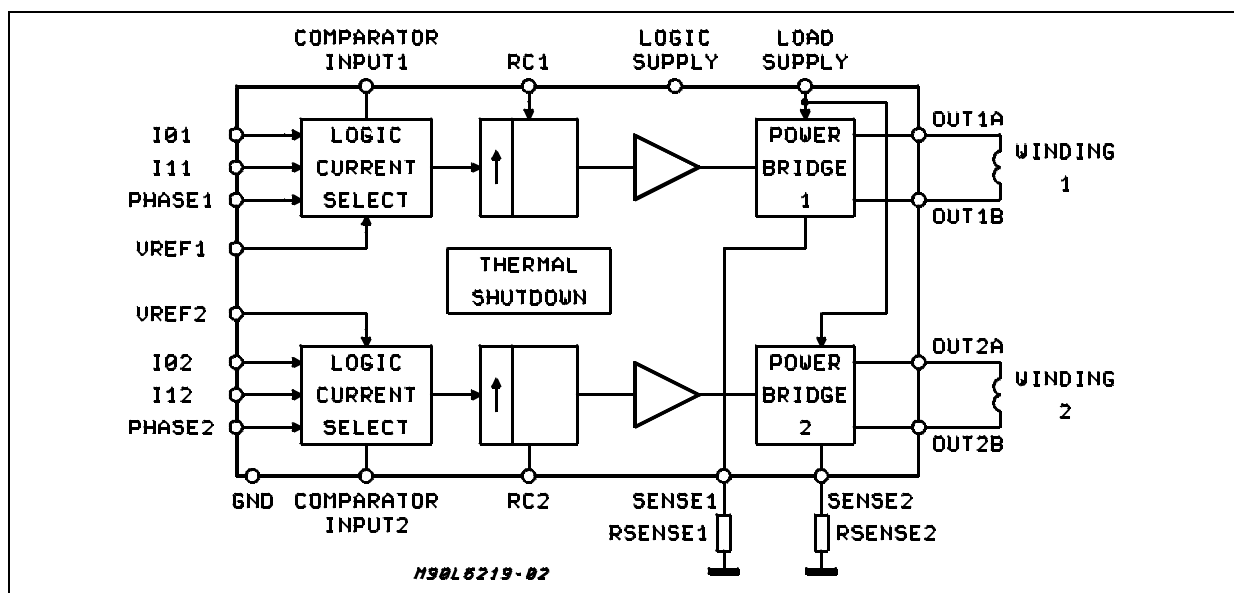 COMPARATOR
INPUT1
RC1
LOGIC
SUPPLY
LOAD
SUPPLY
I01
I11
PHASE1
VREF1
LOGIC
CURRENT
SELECT
POWER
BRIDGE
1
OUT1A
OUT1B
WINDING
1
THERMAL
SHUTDOWN
VREF2
I02
I12
PHASE2
LOGIC
CURRENT
SELECT
POWER
BRIDGE
2
OUT2A
OUT2B
WINDING
2
GND
COMPARATOR
INPUT2
RC2
SENSE1
RSENSE1
SENSE2
RSENSE2
M90L6219-02